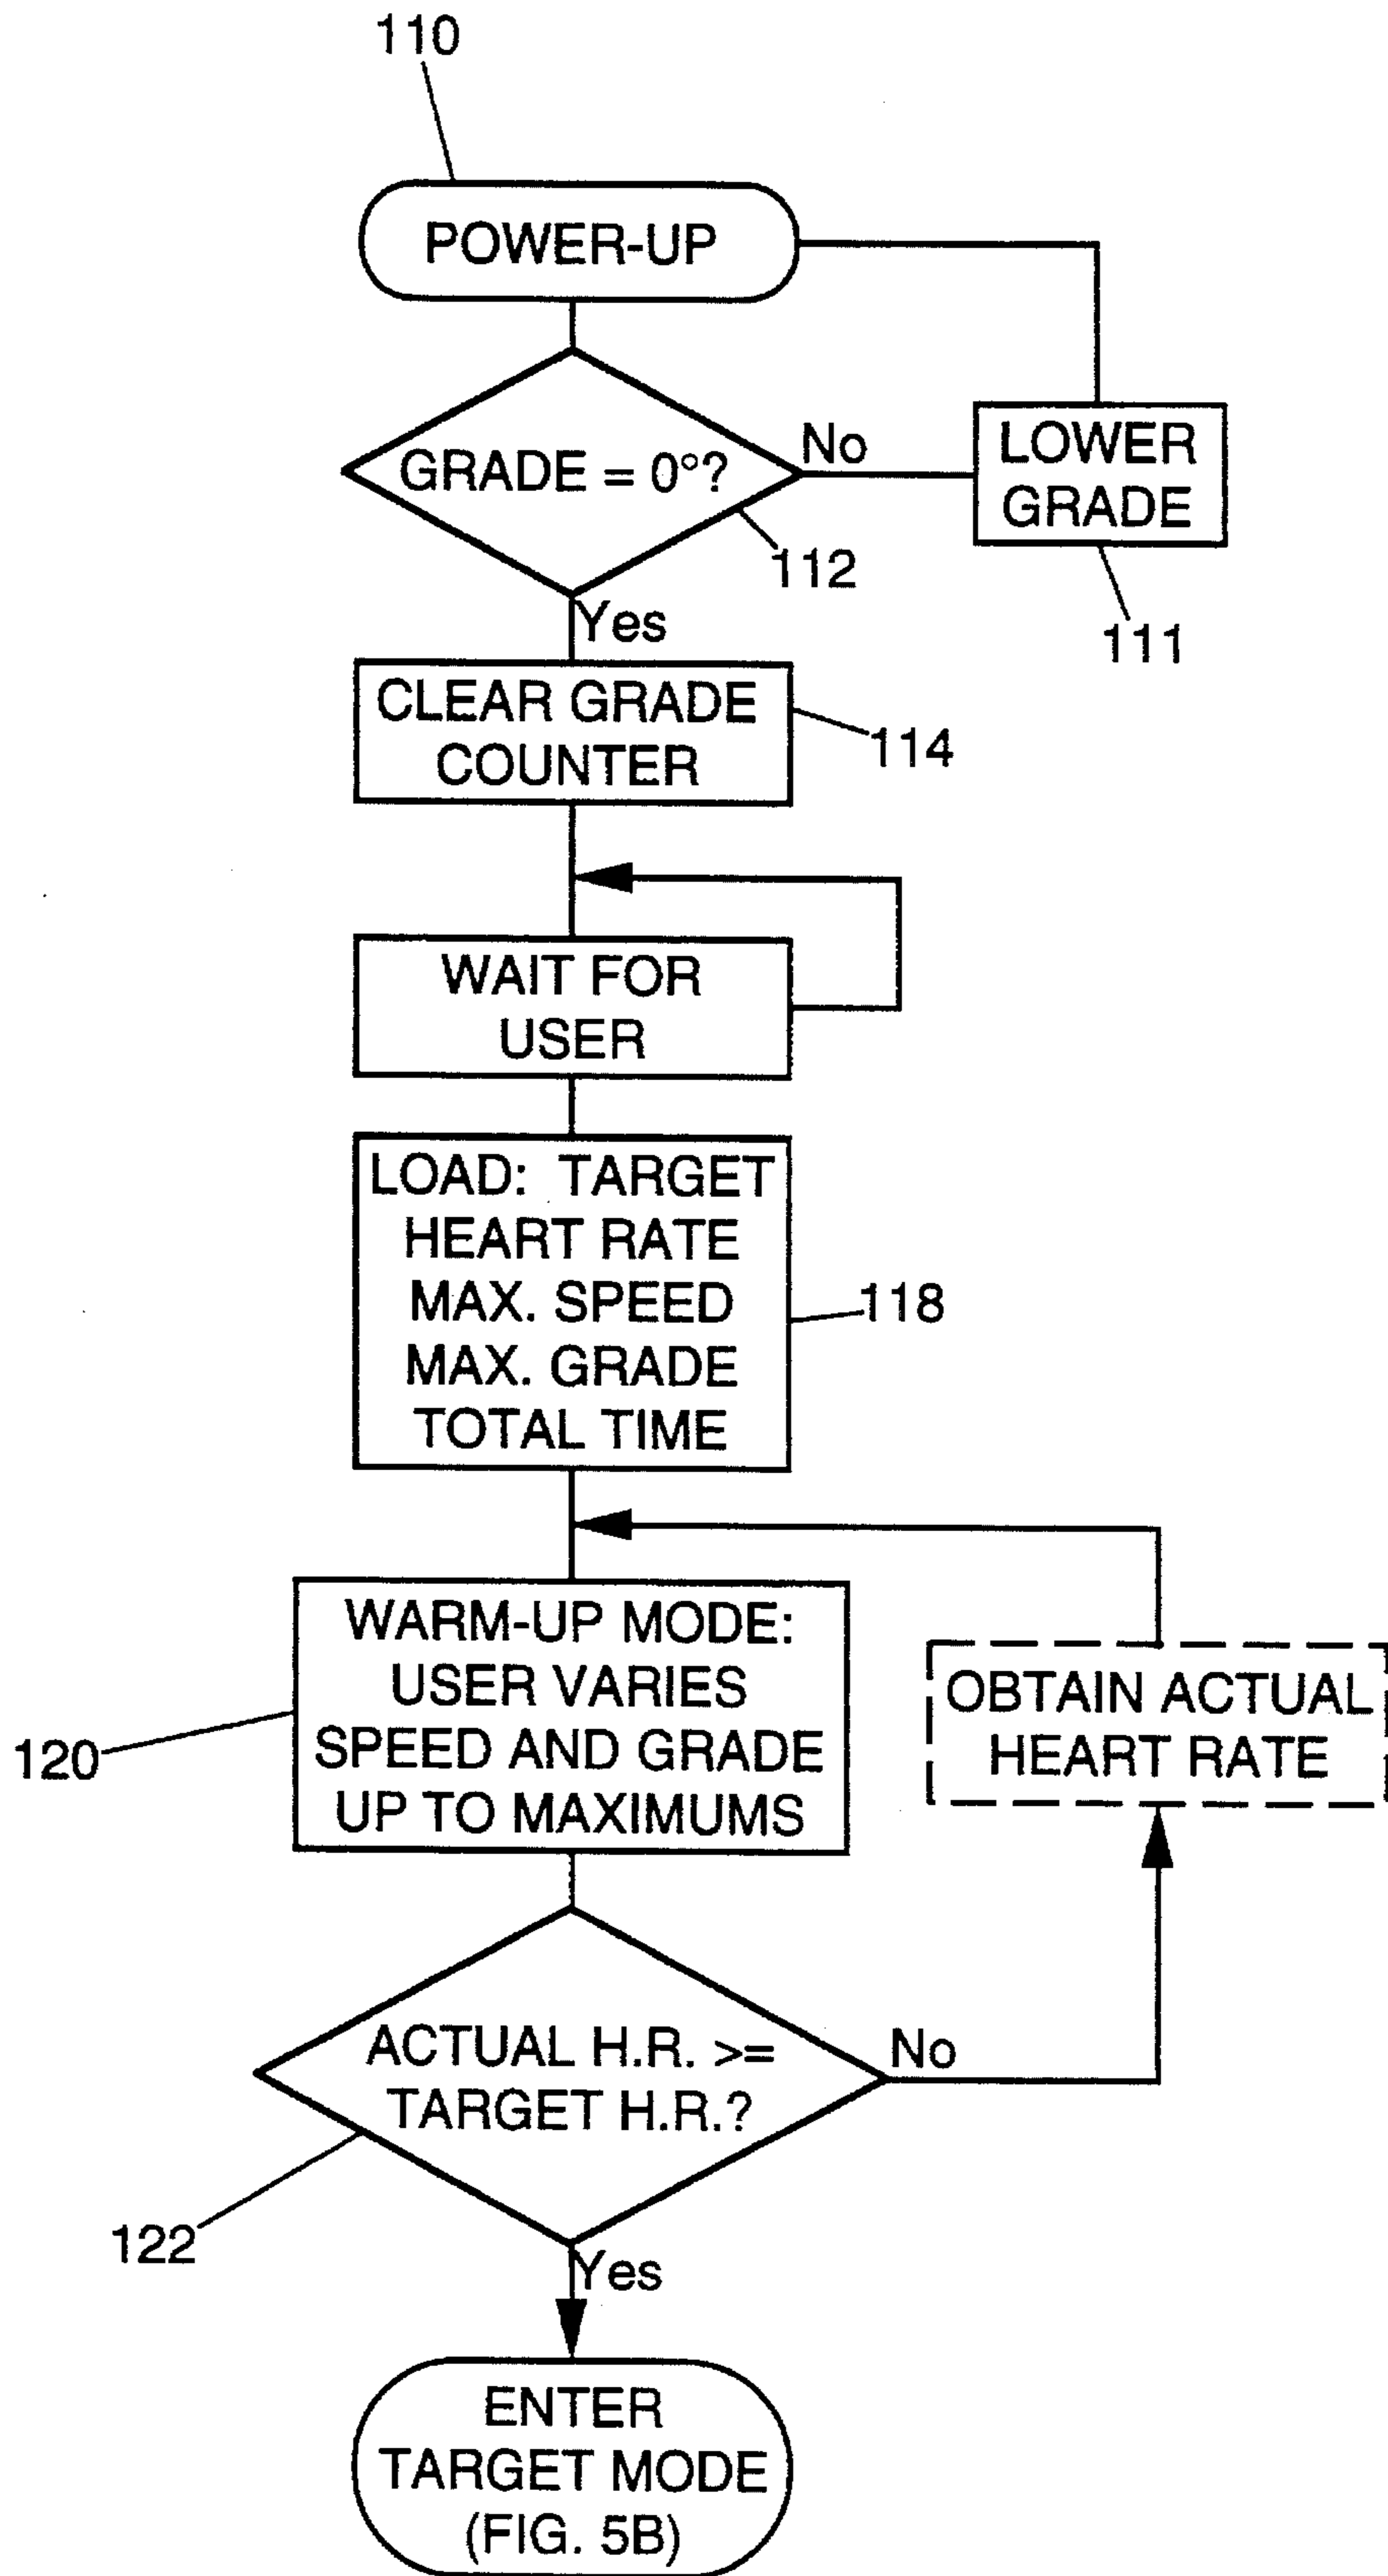 110
POWER-UP
GRADE = 0°?
No
LOWER
GRADE
112
111
Yes
CLEAR GRADE
COUNTER
114
WAIT FOR
USER
LOAD: TARGET
HEART RATE
MAX. SPEED
MAX. GRADE
TOTAL TIME
118
WARM-UP MODE:
USER VARIES
SPEED AND GRADE
UP TO MAXIMUMS
120
OBTAIN ACTUAL
HEART RATE
ACTUAL H.R. >=
TARGET H.R.?
No
122
Yes
ENTER
TARGET MODE
(FIG. 5B)